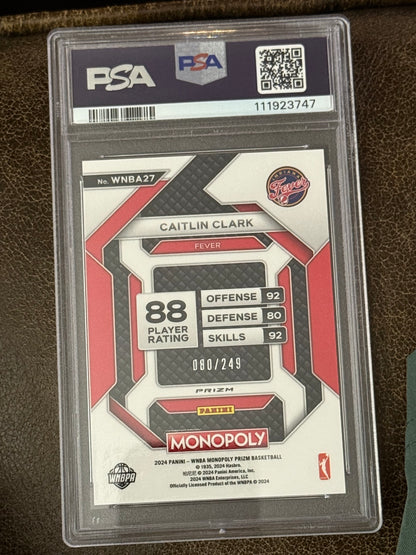 PSA
PSA
111923747
No. WNBA27
INDIANA
Fever
CAITLIN CLARK
FEVER
88
PLAYER
RATING
OFFENSE 92
DEFENSE 80
SKILLS 92
080/249
PRIZM
PANINI
MONOPOLY
2024 PANINI – WNBA MONOPOLY PRIZM BASKETBALL
© 1935, 2024 Hasbro.
© 2024 Panini America, Inc.
2024 WNBA Enterprises, LLC
Officially Licensed Product of the WNBPA © 2024
WNBPA